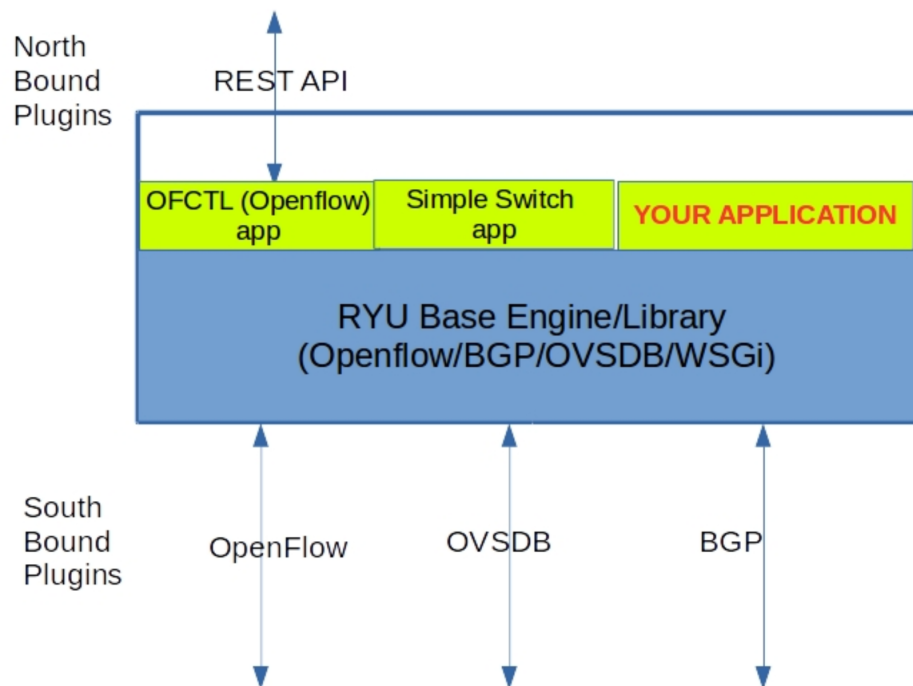 North
Bound
Plugins
REST API
OFCTL (Openflow)
app
Simple Switch
app
YOUR APPLICATION
RYU Base Engine/Library
(Openflow/BGP/OVSDB/WSGi)
South
Bound
Plugins
OpenFlow
OVSDB
BGP